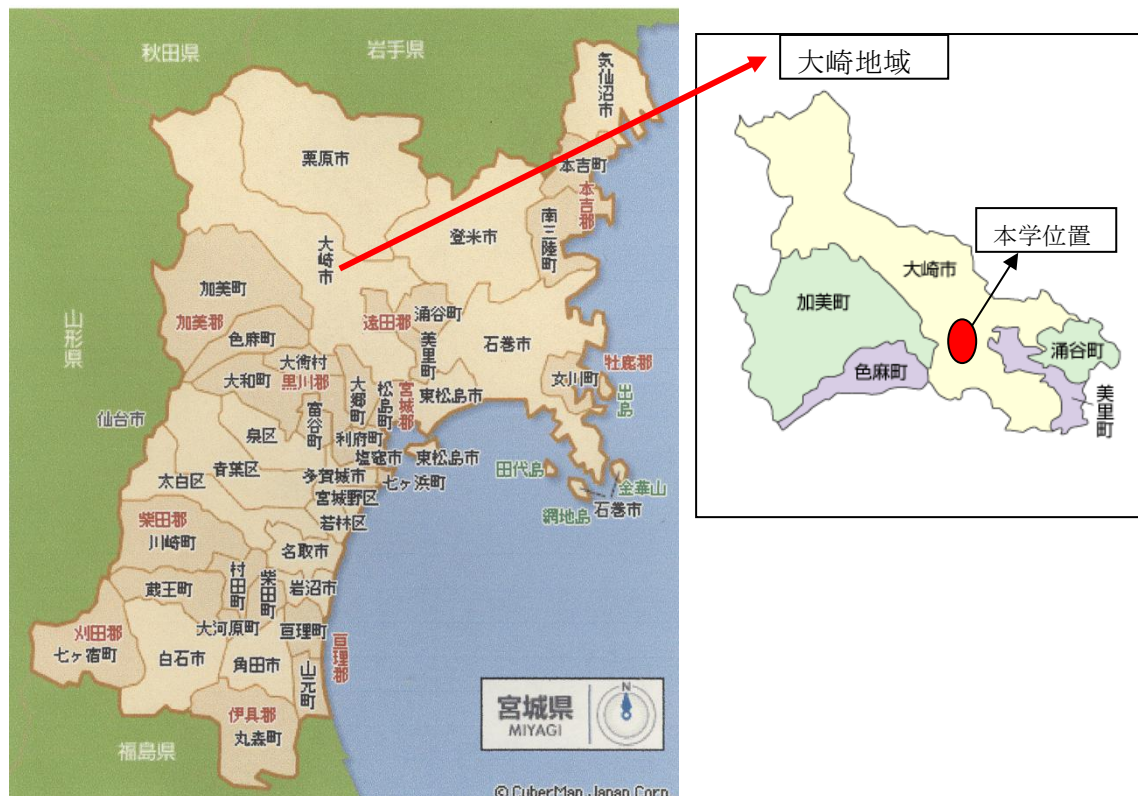 秋田県
岩手県
気仙沼市
栗原市
本吉町
本吉郡
南三陸町
登米市
大崎市
加美町
加美郡
遠田郡
涌谷町
美里町
石巻市
色麻町
山形県
大衡村
大和町
黒川郡
大郷町
松島町
宮城郡
東松島市
女川町
牡鹿郡
出島
富谷町
仙台市
泉区
利府町
塩竈市
東松島市
青葉区
太白区
多賀城市
七ヶ浜町
田代島
金華山
宮城野区
石巻市
網地島
若林区
柴田郡
川崎町
名取市
村田町
柴田町
岩沼市
蔵王町
大河原町
亘理町
亘理郡
刈田郡
七ヶ宿町
白石市
角田市
山元町
伊具郡
丸森町
福島県
宮城県
MIYAGI
N
© CyberMap Japan Corp.
大崎地域
本学位置
大崎市
加美町
色麻町
涌谷町
美里町